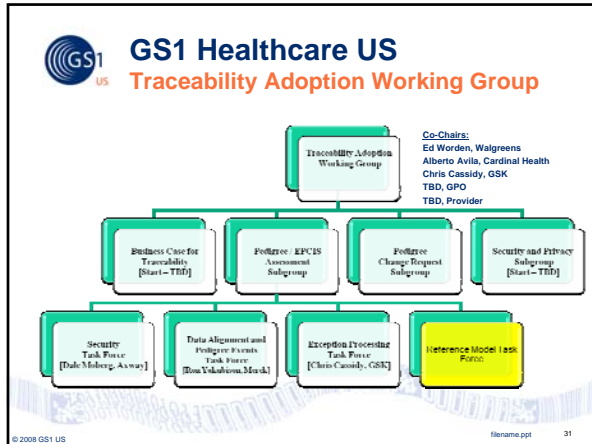 GS1
US
GS1 Healthcare US
Traceability Adoption Working Group
Co-Chairs:
Ed Worden, Walgreens
Alberto Avila, Cardinal Health
Chris Cassidy, GSK
TBD, GPO
TBD, Provider
Traceability Adoption
Working Group
Business Case for
Traceability
[Start – TBD]
Pedigree / EPCIS
Assessment
Subgroup
Pedigree
Change Request
Subgroup
Security and Privacy
Subgroup
[Start – TBD]
Security
Task Force
[Dale Moberg, Axway]
Data Alignment and
Pedigree Events
Task Force
[Ron Yakubison, Merck]
Exception Processing
Task Force
[Chris Cassidy, GSK]
Reference Model Task
Force
© 2008 GS1 US
filename.ppt
31